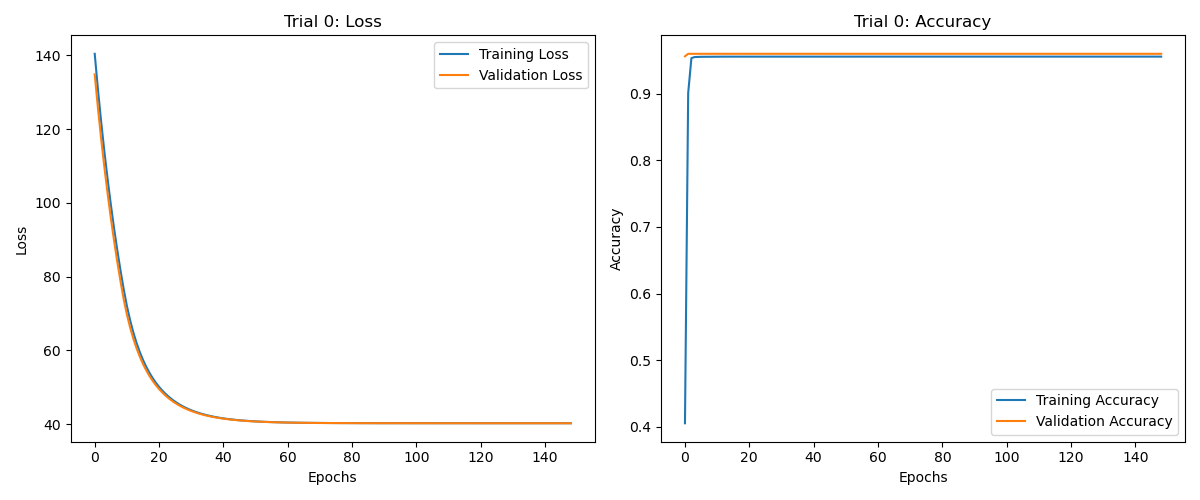 Trial 0: Loss
140
120
100
80
60
40
Loss
0 20 40 60 80 100 120 140
Epochs
Training Loss
Validation Loss
Trial 0: Accuracy
0.9
0.8
0.7
0.6
0.5
0.4
Accuracy
0 20 40 60 80 100 120 140
Epochs
Training Accuracy
Validation Accuracy